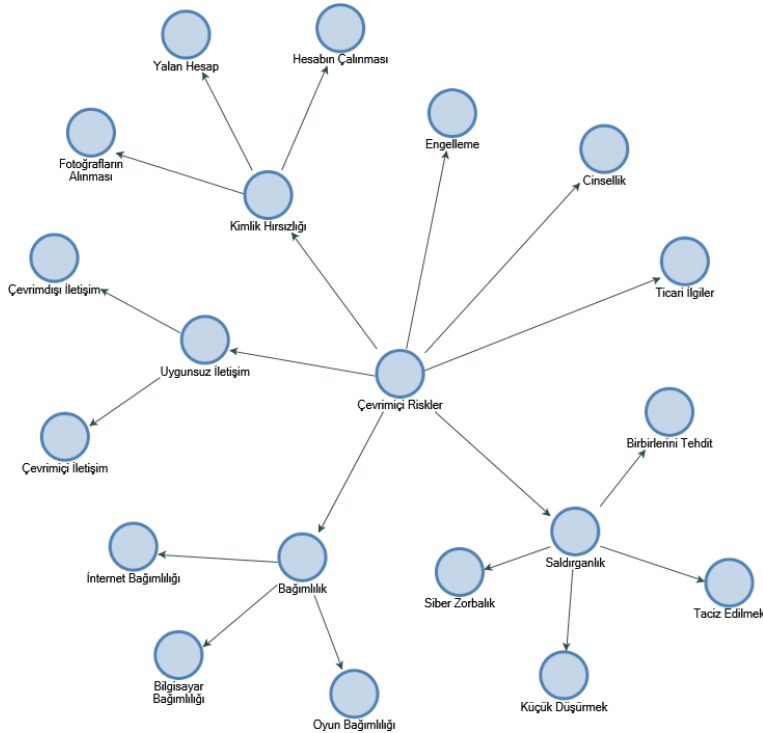 Yalan Hesap
Hesabın Çalınması
Engelleme
Cinsellik
Fotoğrafların
Alınması
Kimlik Hırsızlığı
Çevrimdışı İletişim
Ticari İlgiler
Uygunsuz İletişim
Çevrimiçi Riskler
Birbirlerini Tehdit
Çevrimiçi İletişim
Saldırganlık
İnternet Bağımlılığı
Bağımlılık
Siber Zorbalık
Taciz Edilmek
Bilgisayar
Bağımlılığı
Küçük Düşürmek
Oyun Bağımlılığı